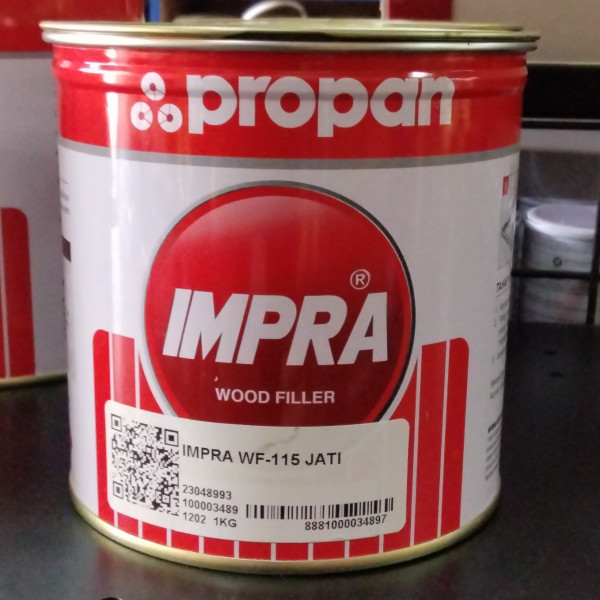 propan
IMPRA®
WOOD FILLER
IMPRA WF-115 JATI
23048993
100003489
1202 1KG
8881000034897